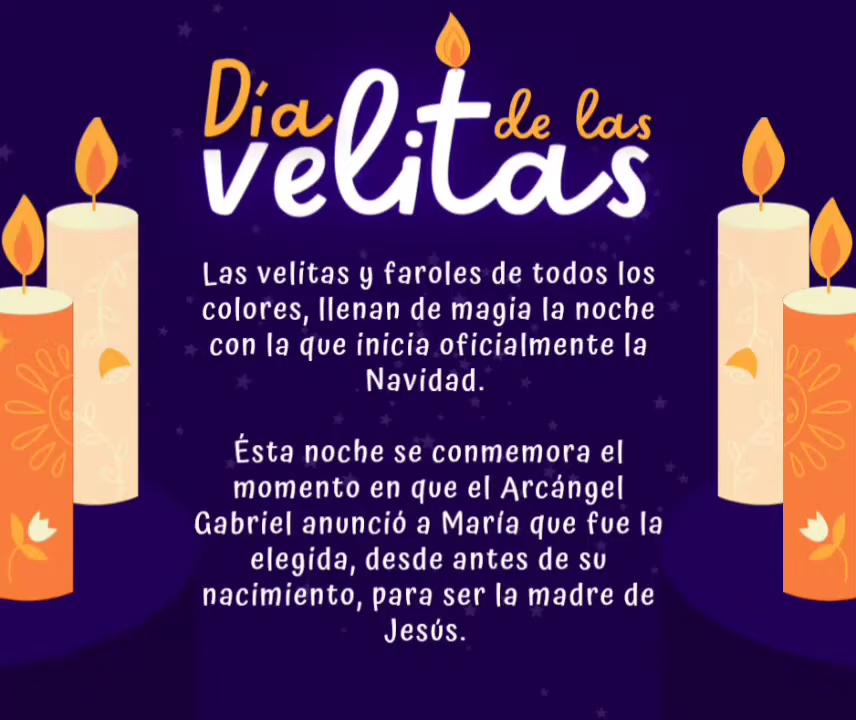 Día de las
velitas
Las velitas y faroles de todos los
colores, llenan de magia la noche
con la que inicia oficialmente la
Navidad.
Ésta noche se conmemora el
momento en que el Arcángel
Gabriel anunció a María que fue la
elegida, desde antes de su
nacimiento, para ser la madre de
Jesús.